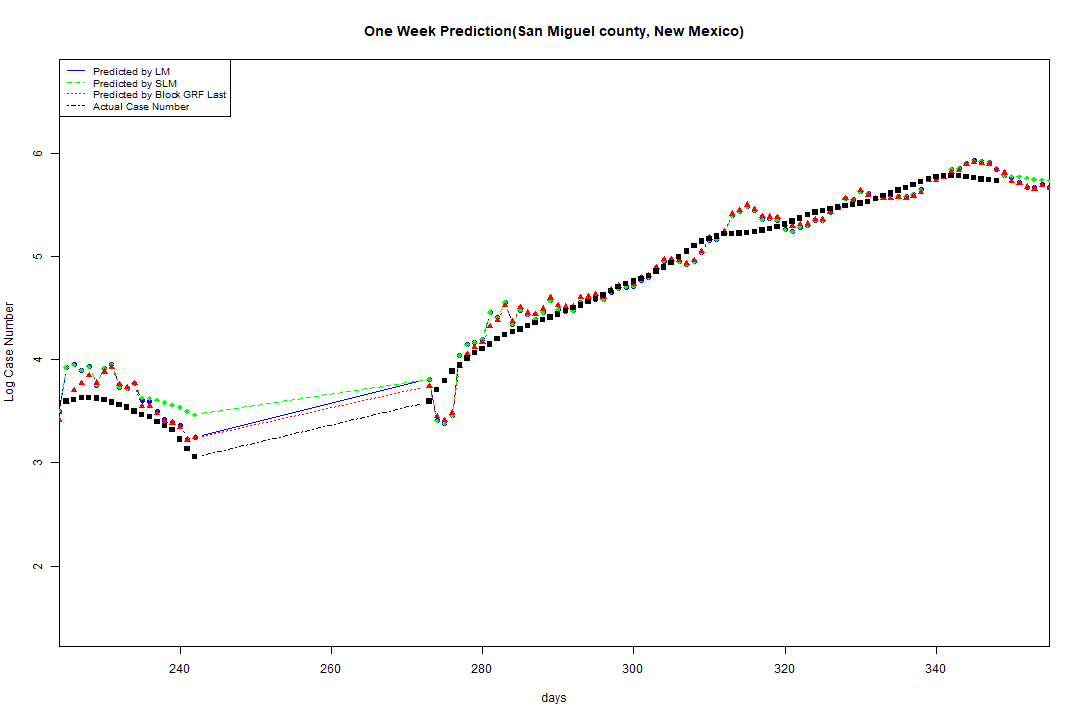 One Week Prediction(San Miguel county, New Mexico)
Predicted by LM
Predicted by SLM
Predicted by Block GRF Last
Actual Case Number
Log Case Number
6
5
4
3
2
240 260 280 300 320 340
days